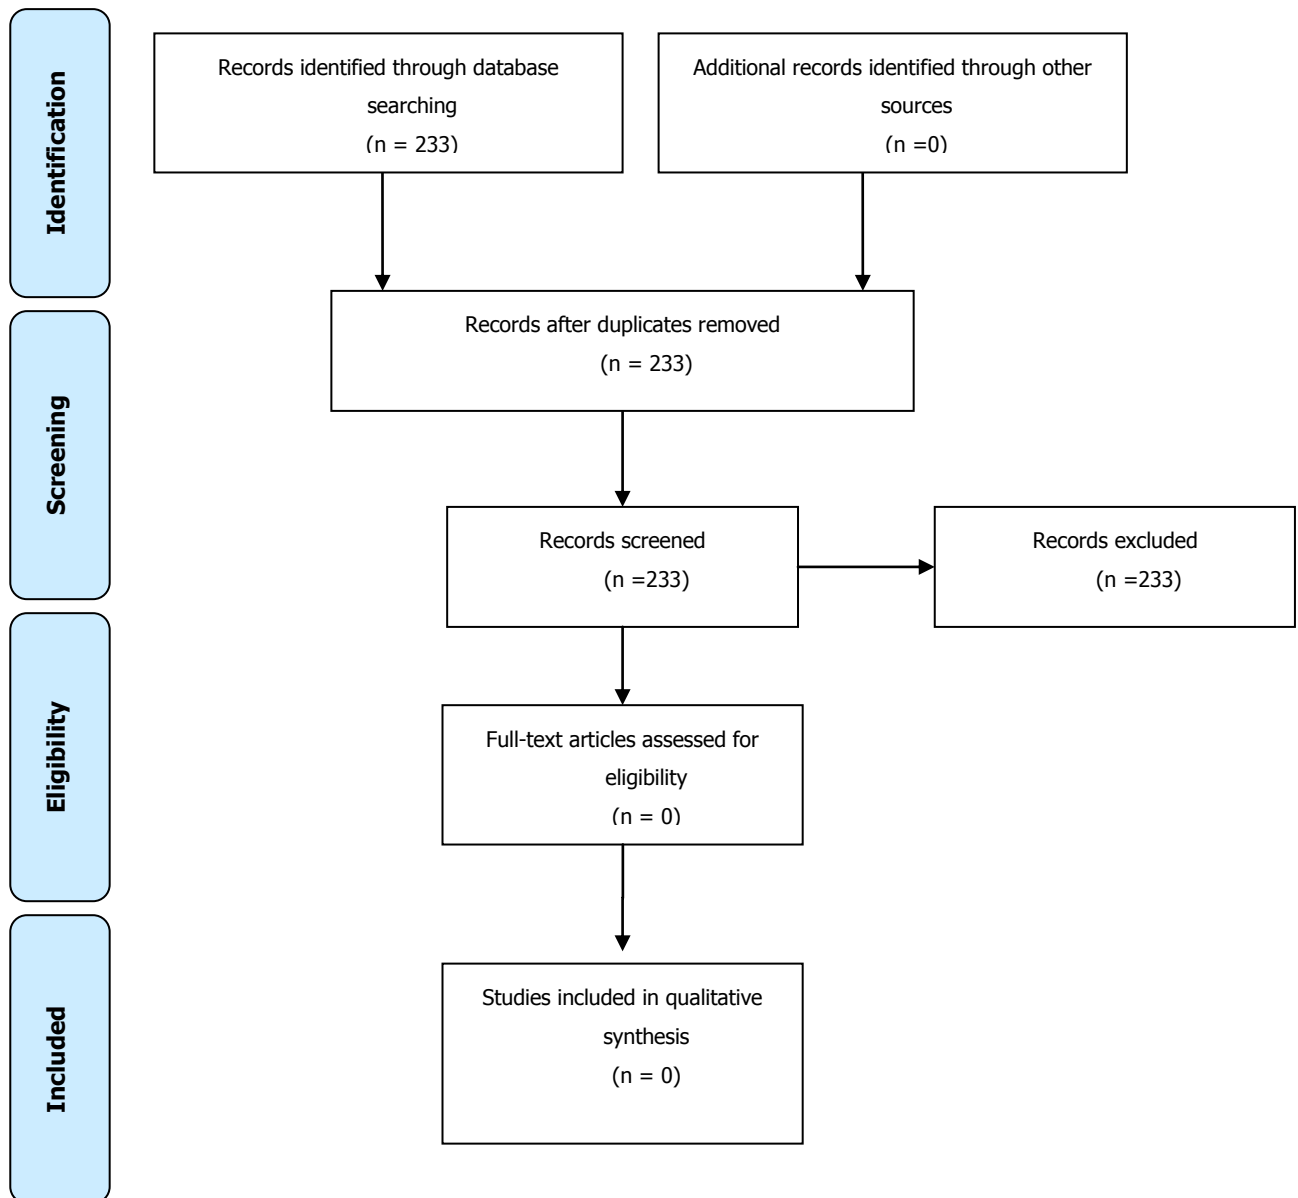 Identification
Records identified through database
searching
(n = 233)
Additional records identified through other
sources
(n =0)
Screening
Records after duplicates removed
(n = 233)
Records screened
(n =233)
Records excluded
(n =233)
Eligibility
Full-text articles assessed for
eligibility
(n = 0)
Included
Studies included in qualitative
synthesis
(n = 0)